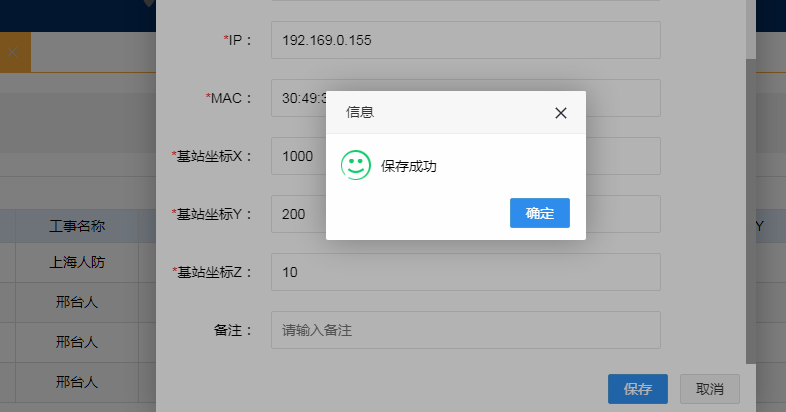 *IP： 192.169.0.155
*MAC： 30:49:3
信息
*基站坐标X： 1000
保存成功
*基站坐标Y： 200
确定
工事名称
Y
上海人防
*基站坐标Z： 10
邢台人
备注： 请输入备注
邢台人
邢台人
保存 取消